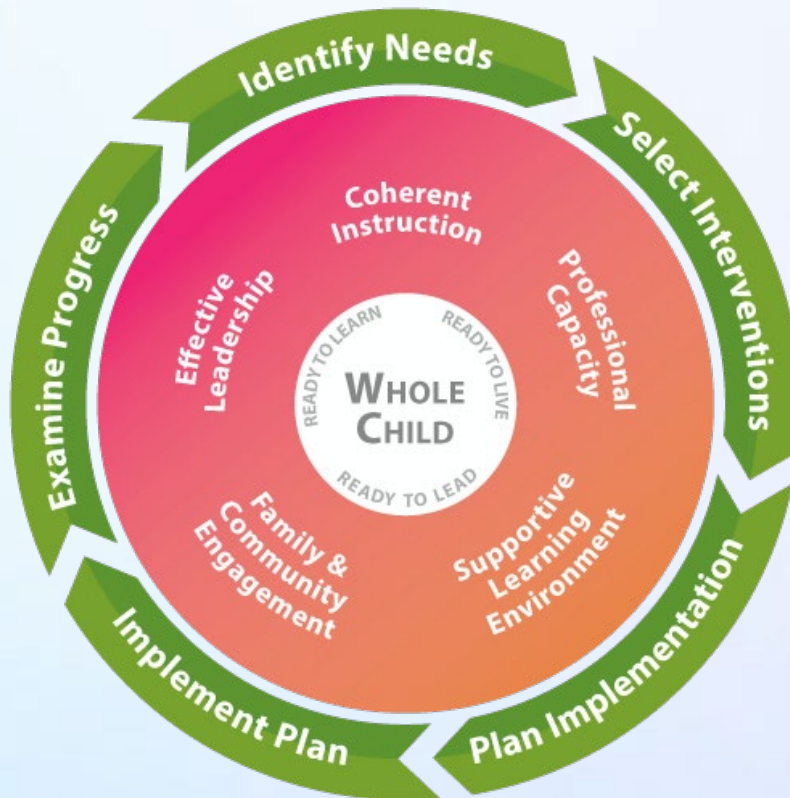 Identify Needs
Select Interventions
Plan Implementation
Implement Plan
Examine Progress
Coherent
Instruction
Professional
Capacity
Supportive
Learning
Environment
Family &
Community
Engagement
Effective
Leadership
READY TO LEARN
READY TO LIVE
WHOLE
CHILD
READY TO LEAD